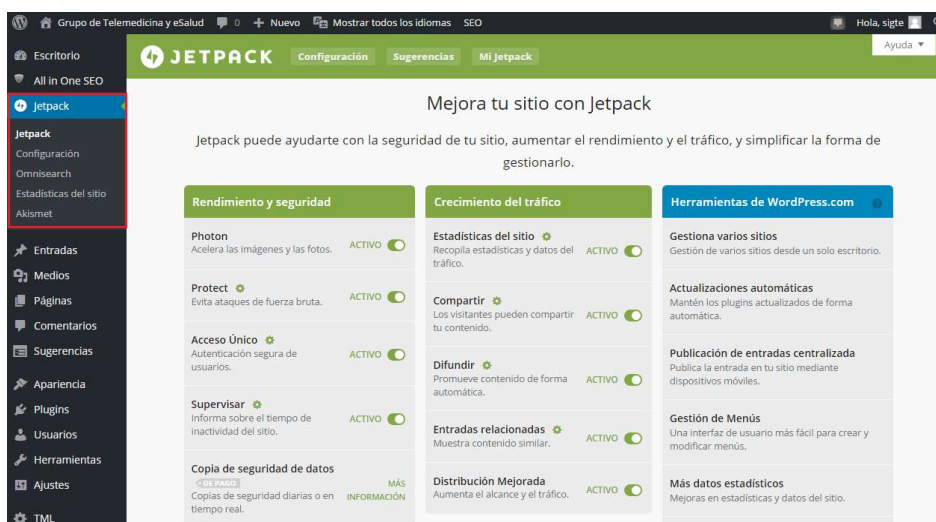 Grupo de Telemedicina y eSalud 0 Nuevo Mostrar todos los idiomas SEO Hola, sigte
Escritorio
All in One SEO
Jetpack
Jetpack
Configuración
Omnisearch
Estadísticas del sitio
Akismet
Entradas
Medios
Páginas
Comentarios
Sugerencias
Apariencia
Plugins
Usuarios
Herramientas
Ajustes
TML
JETPACK Configuración Sugerencias Mi Jetpack
Ayuda
Mejora tu sitio con Jetpack
Jetpack puede ayudarte con la seguridad de tu sitio, aumentar el rendimiento y el tráfico, y simplificar la forma de
gestionarlo.
Rendimiento y seguridad
Photon
Acelera las imágenes y las fotos.
ACTIVO
Protect
Evita ataques de fuerza bruta.
ACTIVO
Acceso Único
Autenticación segura de
usuarios.
ACTIVO
Supervisar
Informa sobre el tiempo de
inactividad del sitio.
ACTIVO
Copia de seguridad de datos
DE PAGO
Copias de seguridad diarias o en
tiempo real.
MÁS
INFORMACIÓN
Crecimiento del tráfico
Estadísticas del sitio
Recopila estadísticas y datos del
tráfico.
ACTIVO
Compartir
Los visitantes pueden compartir
tu contenido.
ACTIVO
Difundir
Promueve contenido de forma
automática.
ACTIVO
Entradas relacionadas
Muestra contenido similar.
ACTIVO
Distribución Mejorada
Aumenta el alcance y el tráfico.
ACTIVO
Herramientas de WordPress.com
Gestiona varios sitios
Gestión de varios sitios desde un solo escritorio.
Actualizaciones automáticas
Mantén los plugins actualizados de forma
automática.
Publicación de entradas centralizada
Publica la entrada en tu sitio mediante
dispositivos móviles.
Gestión de Menús
Una interfaz de usuario más fácil para crear y
modificar menús.
Más datos estadísticos
Mejoras en estadísticas y datos del sitio.